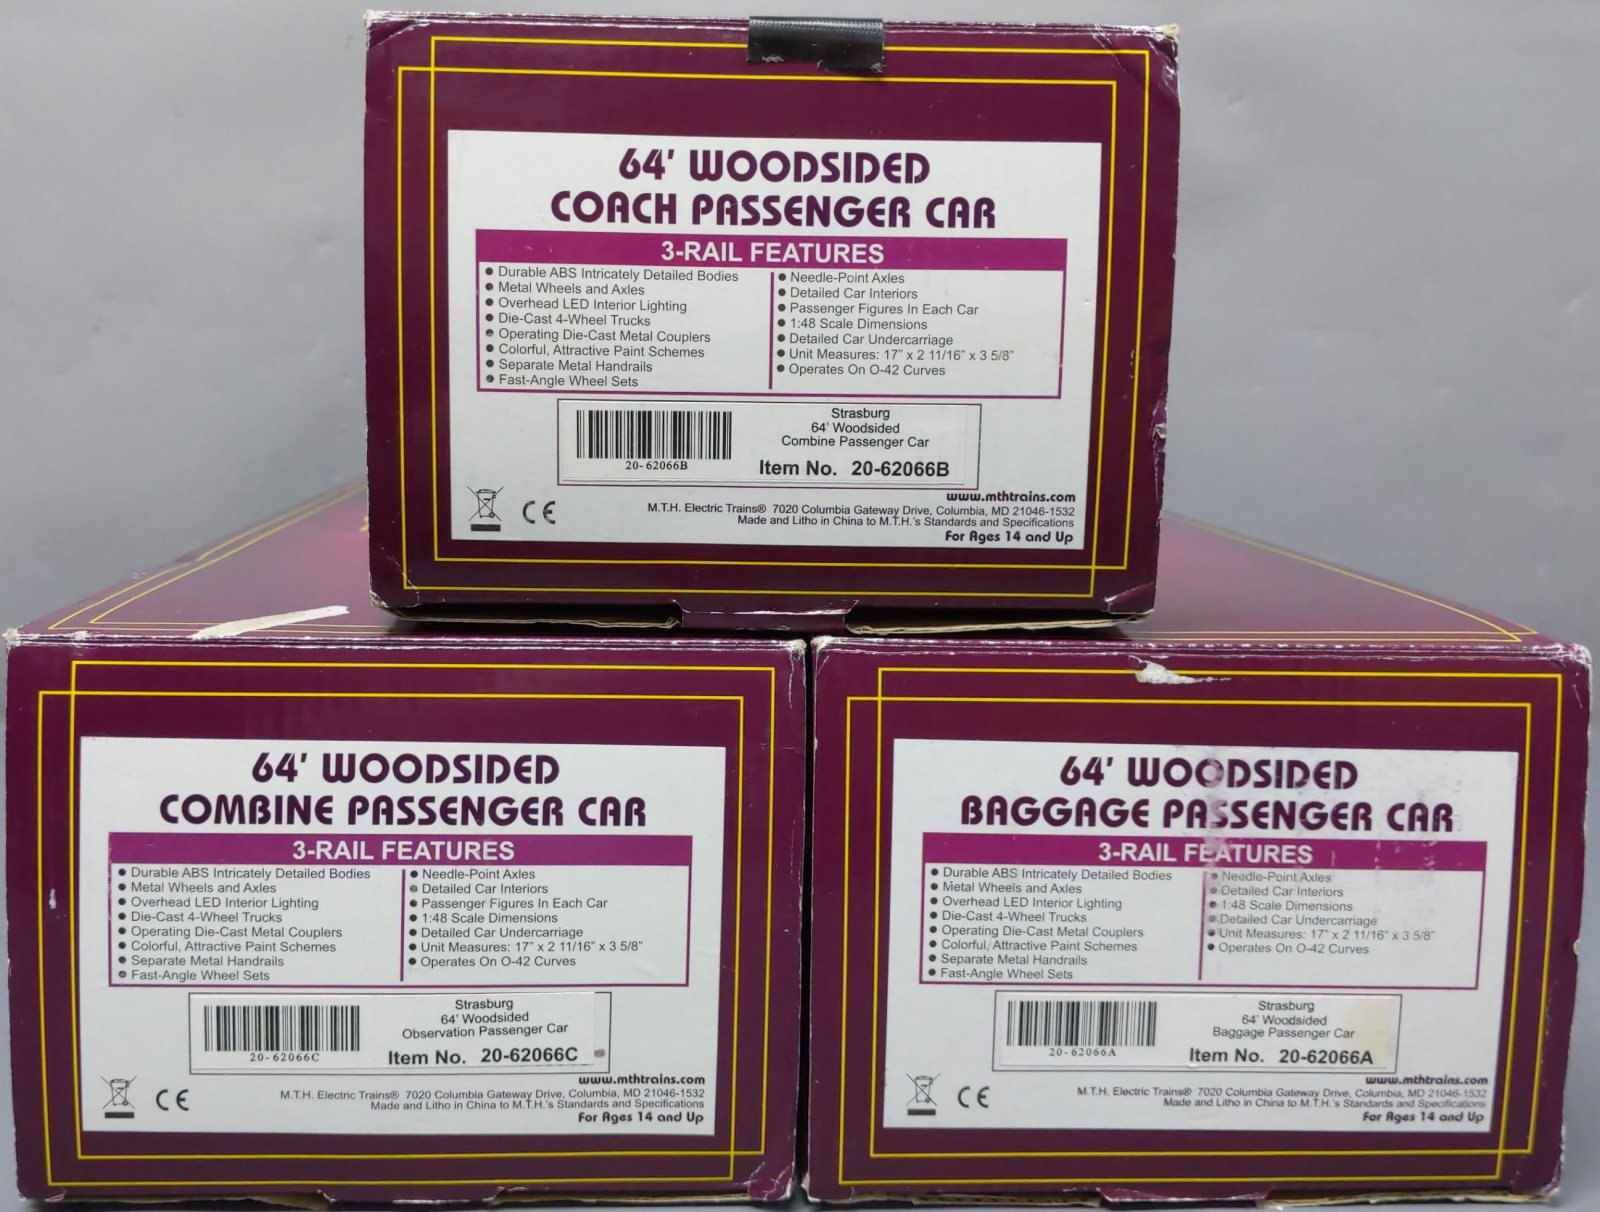 64' WOODSIDED
COACH PASSENGER CAR
3-RAIL FEATURES
• Durable ABS Intricately Detailed Bodies
• Metal Wheels and Axles
• Overhead LED Interior Lighting
• Die-Cast 4-Wheel Trucks
• Operating Die-Cast Metal Couplers
• Colorful, Attractive Paint Schemes
• Separate Metal Handrails
• Fast-Angle Wheel Sets
• Needle-Point Axles
• Detailed Car Interiors
• Passenger Figures In Each Car
• 1:48 Scale Dimensions
• Detailed Car Undercarriage
• Unit Measures: 17" x 2 11/16" x 3 5/8"
• Operates On O-42 Curves
20-62066B
Strasburg
64' Woodsided
Combine Passenger Car
Item No. 20-62066B
CE
www.mthtrains.com
M.T.H. Electric Trains® 7020 Columbia Gateway Drive, Columbia, MD 21046-1532
Made and Litho in China to M.T.H.'s Standards and Specifications
For Ages 14 and Up
64' WOODSIDED
COMBINE PASSENGER CAR
3-RAIL FEATURES
• Durable ABS Intricately Detailed Bodies
• Metal Wheels and Axles
• Overhead LED Interior Lighting
• Die-Cast 4-Wheel Trucks
• Operating Die-Cast Metal Couplers
• Colorful, Attractive Paint Schemes
• Separate Metal Handrails
• Fast-Angle Wheel Sets
• Needle-Point Axles
• Detailed Car Interiors
• Passenger Figures In Each Car
• 1:48 Scale Dimensions
• Detailed Car Undercarriage
• Unit Measures: 17" x 2 11/16" x 3 5/8"
• Operates On O-42 Curves
20-62066C
Strasburg
64' Woodsided
Observation Passenger Car
Item No. 20-62066C
CE
www.mthtrains.com
M.T.H. Electric Trains® 7020 Columbia Gateway Drive, Columbia, MD 21046-1532
Made and Litho in China to M.T.H.'s Standards and Specifications
For Ages 14 and Up
64' WOODSIDED
BAGGAGE PASSENGER CAR
3-RAIL FEATURES
• Durable ABS Intricately Detailed Bodies
• Metal Wheels and Axles
• Overhead LED Interior Lighting
• Die-Cast 4-Wheel Trucks
• Operating Die-Cast Metal Couplers
• Colorful, Attractive Paint Schemes
• Separate Metal Handrails
• Fast-Angle Wheel Sets
• Needle-Point Axles
• Detailed Car Interiors
• 1:48 Scale Dimensions
• Detailed Car Undercarriage
• Unit Measures: 17" x 2 11/16" x 3 5/8"
• Operates On O-42 Curves
20-62066A
Strasburg
64' Woodsided
Baggage Passenger Car
Item No. 20-62066A
CE
www.mthtrains.com
M.T.H. Electric Trains® 7020 Columbia Gateway Drive, Columbia, MD 21046-1532
Made and Litho in China to M.T.H.'s Standards and Specifications
For Ages 14 and Up